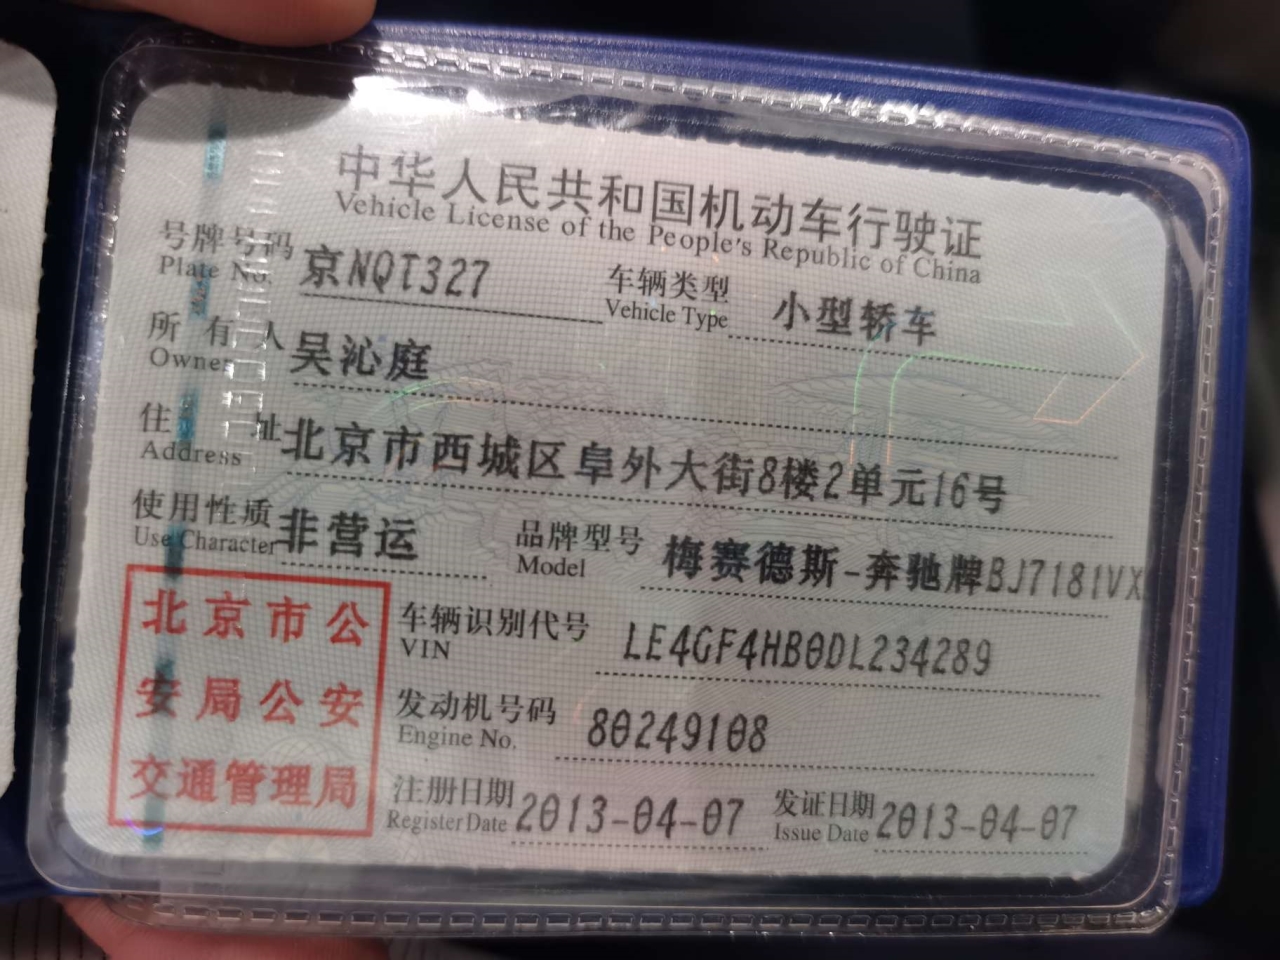 中华人民共和国机动车行驶证
Vehicle License of the People's Republic of China
号牌号码 京NQT327 车辆类型 小型轿车
Plate No. Vehicle Type
所有人 吴沁庭
Owner
住址 北京市西城区阜外大街8楼2单元16号
Address
使用性质 非营运 品牌型号 梅赛德斯-奔驰牌BJ7181VX
Use Character Model
北京市公
安局公安
交通管理局
车辆识别代号 LE4GF4HB0DL234289
VIN
发动机号码 80249108
Engine No.
注册日期 2013-04-07 发证日期 2013-04-07
Register Date Issue Date